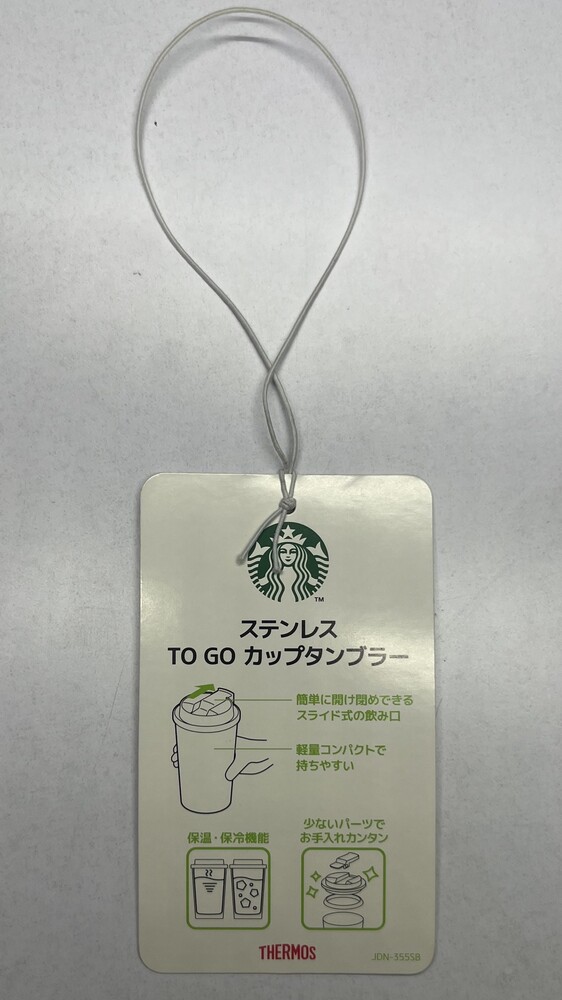 TM
ステンレス
TO GO カップタンブラー
簡単に開け閉めできる
スライド式の飲み口
軽量コンパクトで
持ちやすい
保温・保冷機能
少ないパーツで
お手入れカンタン
THERMOS
JDN-355SB